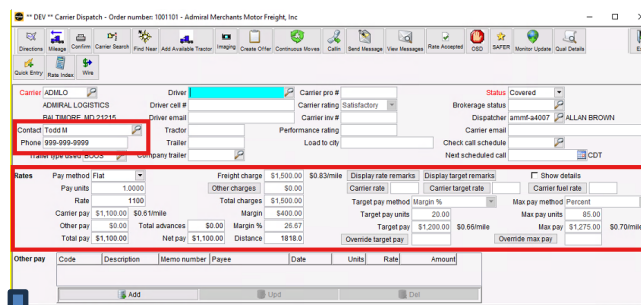 ** DEV ** Carrier Dispatch - Order number: 1001101 - Admiral Merchants Motor Freight, Inc
Directions Mileage Confirm Carrier Search Find Near Add Available Tractor Imaging Create Offer Continuous Moves Callin Send Message View Messages Rate Accepted OSD SAFER Monitor Update Qual Details
Quick Entry Rate Index Wire
Carrier ADMLO Driver Carrier pro # Status Covered
ADMIRAL LOGISTICS Driver cell # Carrier rating Satisfactory Brokerage status
BALTIMORE, MD 21215 Driver email Carrier inv # Dispatcher ammf-a4007 ALLAN BROWN
Contact Todd M Tractor Performance rating Carrier email
Phone 999-999-9999 Trailer Load to city Check call schedule
Trailer type used BOOS Company trailer Next scheduled call CDT
Rates Pay method Flat Freight charge $1,500.00 $0.83/mile Display rate remarks Display target remarks Show details
Pay units 1.0000 Other charges $0.00 Carrier rate Carrier target rate Carrier fuel rate
Rate 1100 Total charges $1,500.00 Target pay method Margin % Max pay method Percent
Carrier pay $1,100.00 $0.61/mile Margin $400.00 Target pay units 20.00 Max pay units 85.00
Other pay $0.00 Total advances $0.00 Margin % 26.67 Target pay $1,200.00 $0.66/mile Max pay $1,275.00 $0.70/mile
Total pay $1,100.00 Net pay $1,100.00 Distance 1818.0 Override target pay Override max pay
Other pay Code Description Memo number Payee Date Units Rate Amount
Add Upd Del